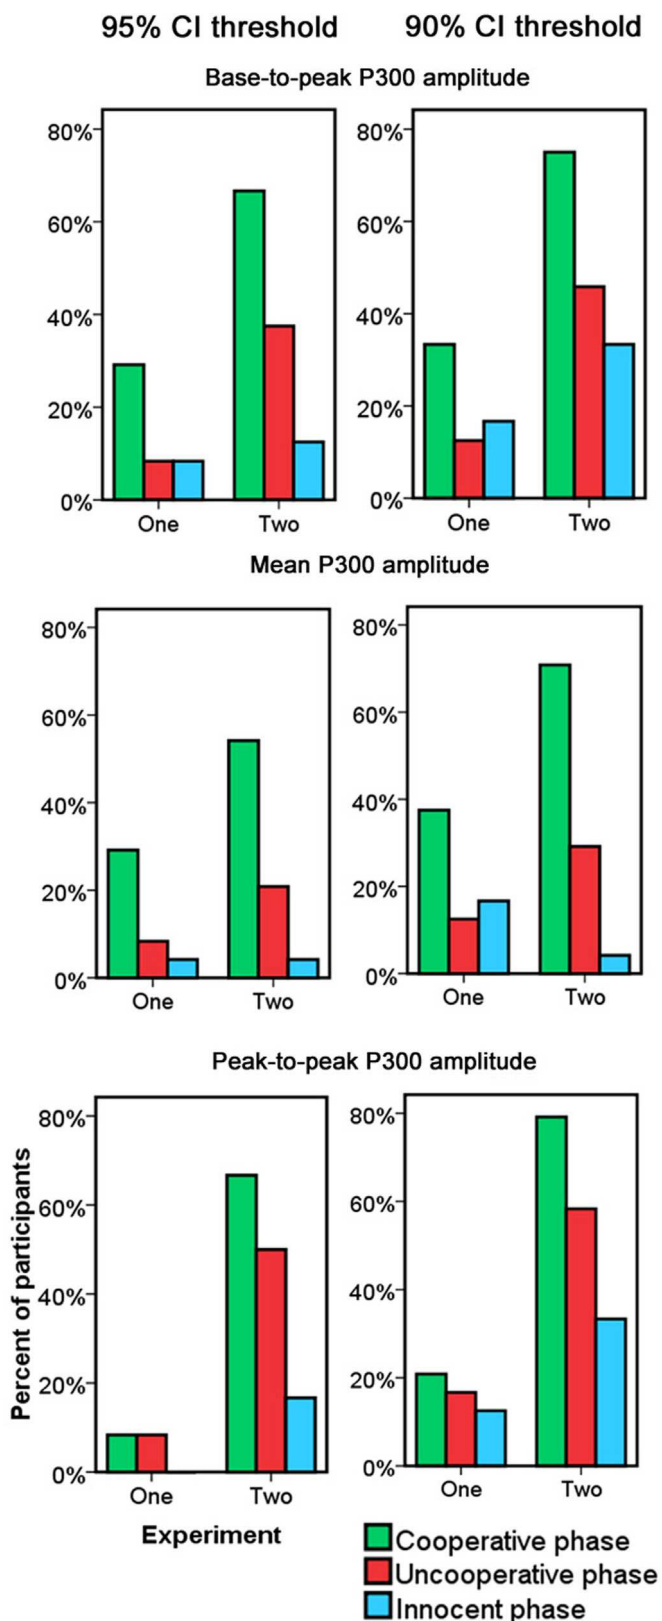 95% CI threshold 90% CI threshold
Base-to-peak P300 amplitude
80% 80%
60% 60%
40% 40%
20% 20%
0% 0%
One Two One Two
Mean P300 amplitude
80% 80%
60% 60%
40% 40%
20% 20%
0% 0%
One Two One Two
Peak-to-peak P300 amplitude
Percent of participants
80% 80%
60% 60%
40% 40%
20% 20%
0% 0%
One Two One Two
Experiment
Cooperative phase
Uncooperative phase
Innocent phase